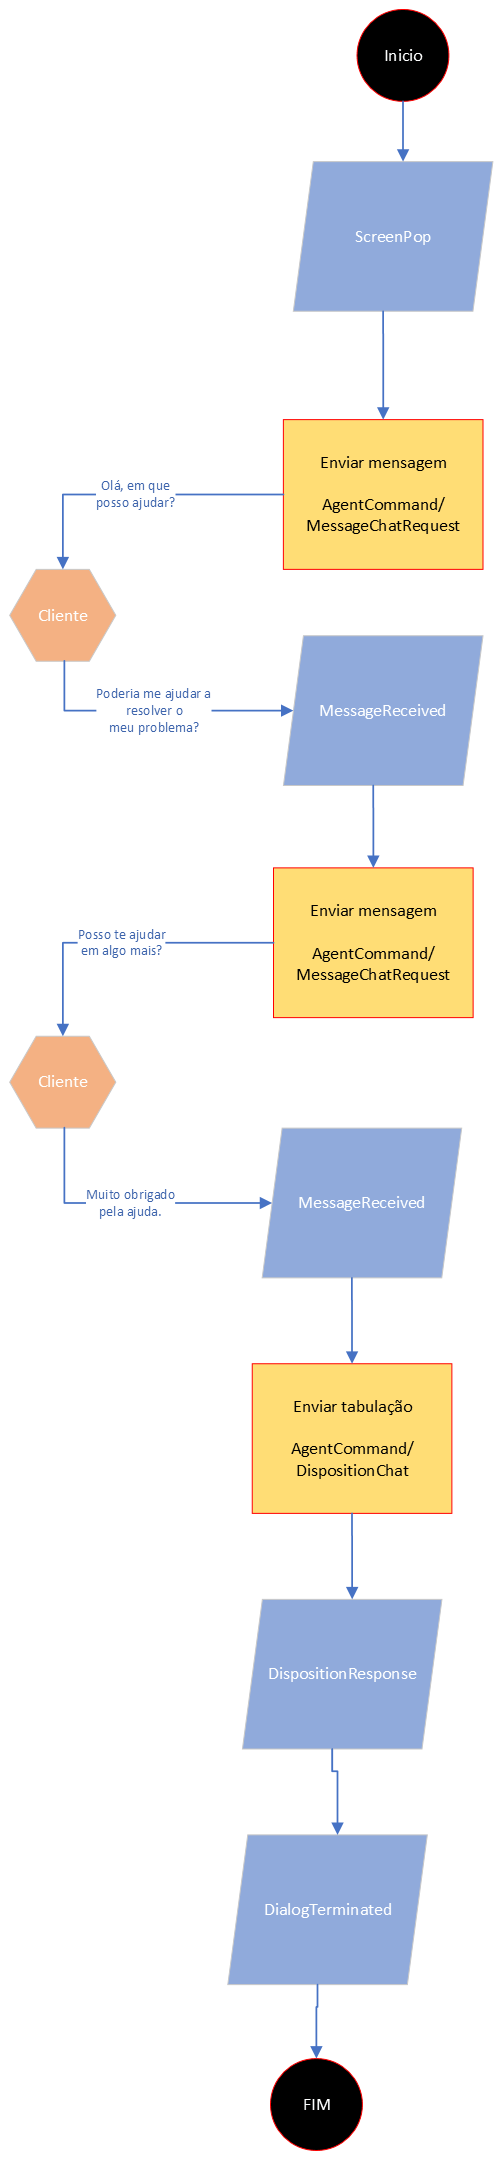 Inicio
ScreenPop
Enviar mensagem
AgentCommand/
MessageChatRequest
Olá, em que
posso ajudar?
Cliente
Poderia me ajudar a
resolver o
meu problema?
MessageReceived
Enviar mensagem
AgentCommand/
MessageChatRequest
Posso te ajudar
em algo mais?
Cliente
Muito obrigado
pela ajuda.
MessageReceived
Enviar tabulação
AgentCommand/
DispositionChat
DispositionResponse
DialogTerminated
FIM